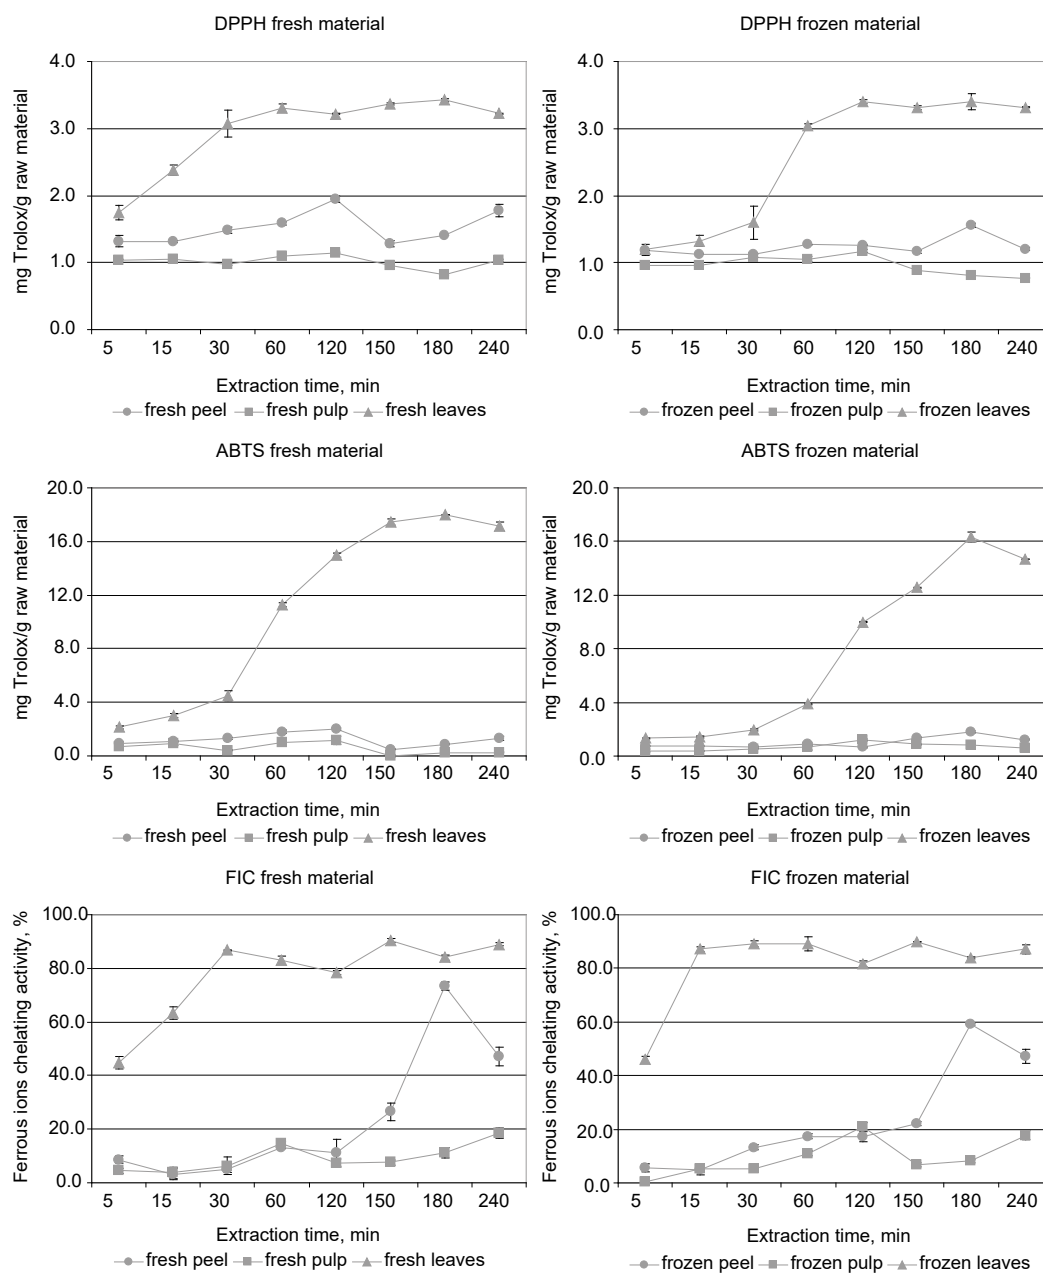 DPPH fresh material
mg Trolox/g raw material
4.0
3.0
2.0
1.0
0.0
5 15 30 60 120 150 180 240
Extraction time, min
fresh peel fresh pulp fresh leaves
DPPH frozen material
mg Trolox/g raw material
4.0
3.0
2.0
1.0
0.0
5 15 30 60 120 150 180 240
Extraction time, min
frozen peel frozen pulp frozen leaves
ABTS fresh material
mg Trolox/g raw material
20.0
16.0
12.0
8.0
4.0
0.0
5 15 30 60 120 150 180 240
Extraction time, min
fresh peel fresh pulp fresh leaves
ABTS frozen material
mg Trolox/g raw material
20.0
16.0
12.0
8.0
4.0
0.0
5 15 30 60 120 150 180 240
Extraction time, min
frozen peel frozen pulp frozen leaves
FIC fresh material
Ferrous ions chelating activity, %
100.0
80.0
60.0
40.0
20.0
0.0
5 15 30 60 120 150 180 240
Extraction time, min
fresh peel fresh pulp fresh leaves
FIC frozen material
Ferrous ions chelating activity, %
100.0
80.0
60.0
40.0
20.0
0.0
5 15 30 60 120 150 180 240
Extraction time, min
frozen peel frozen pulp frozen leaves